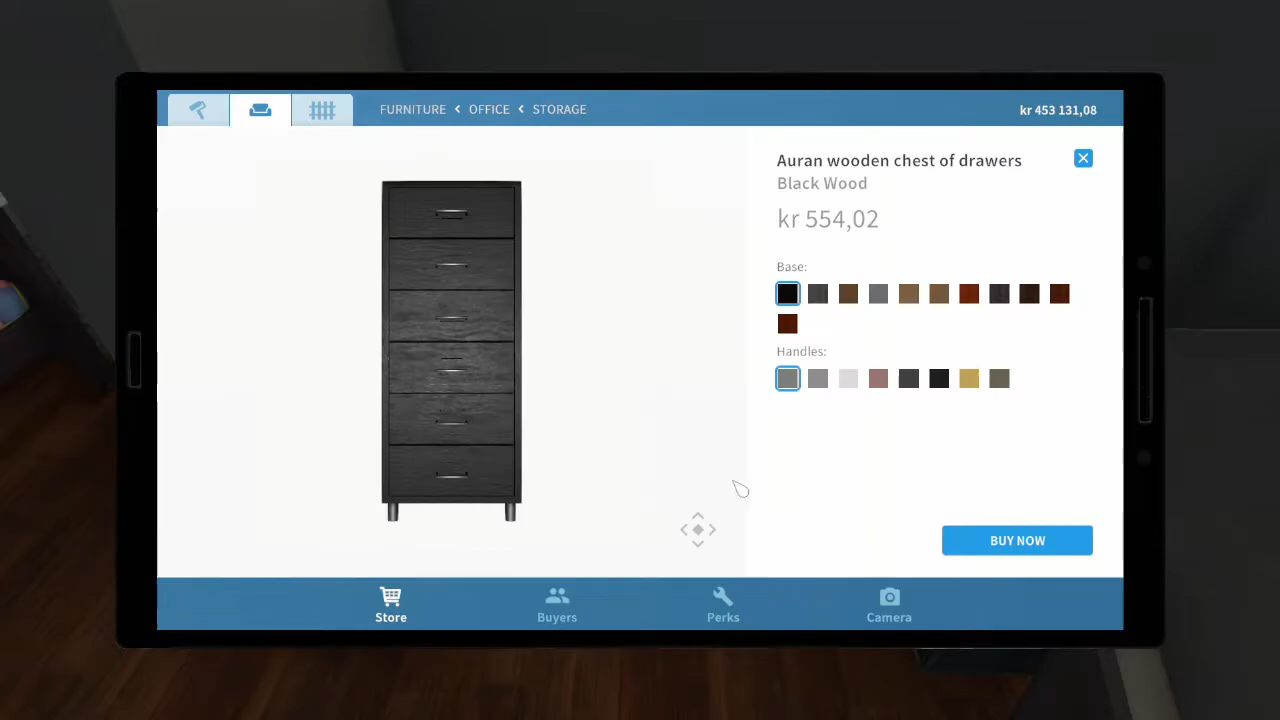 FURNITURE < OFFICE < STORAGE
kr 453 131,08
Auran wooden chest of drawers
Black Wood
kr 554,02
Base:
Handles:
BUY NOW
Store
Buyers
Perks
Camera